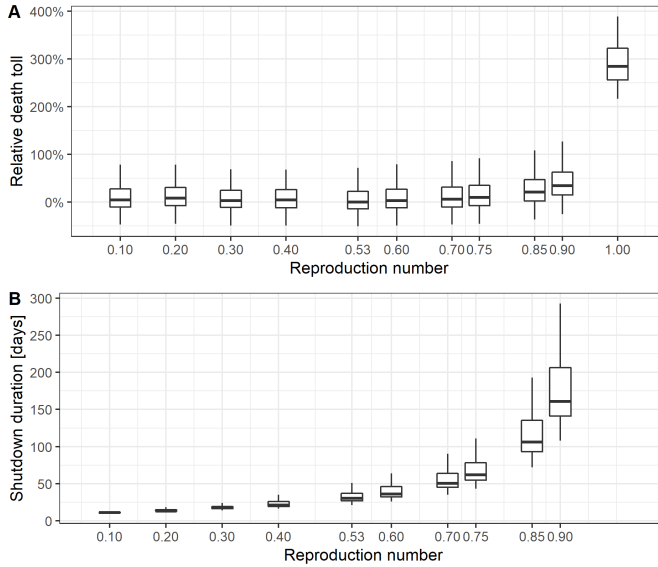 A
400%
300%
200%
100%
0%
Relative death toll
0.10 0.20 0.30 0.40 0.53 0.60 0.70 0.75 0.85 0.90 1.00
Reproduction number
B
300
250
200
150
100
50
0
Shutdown duration [days]
0.10 0.20 0.30 0.40 0.53 0.60 0.70 0.75 0.85 0.90
Reproduction number